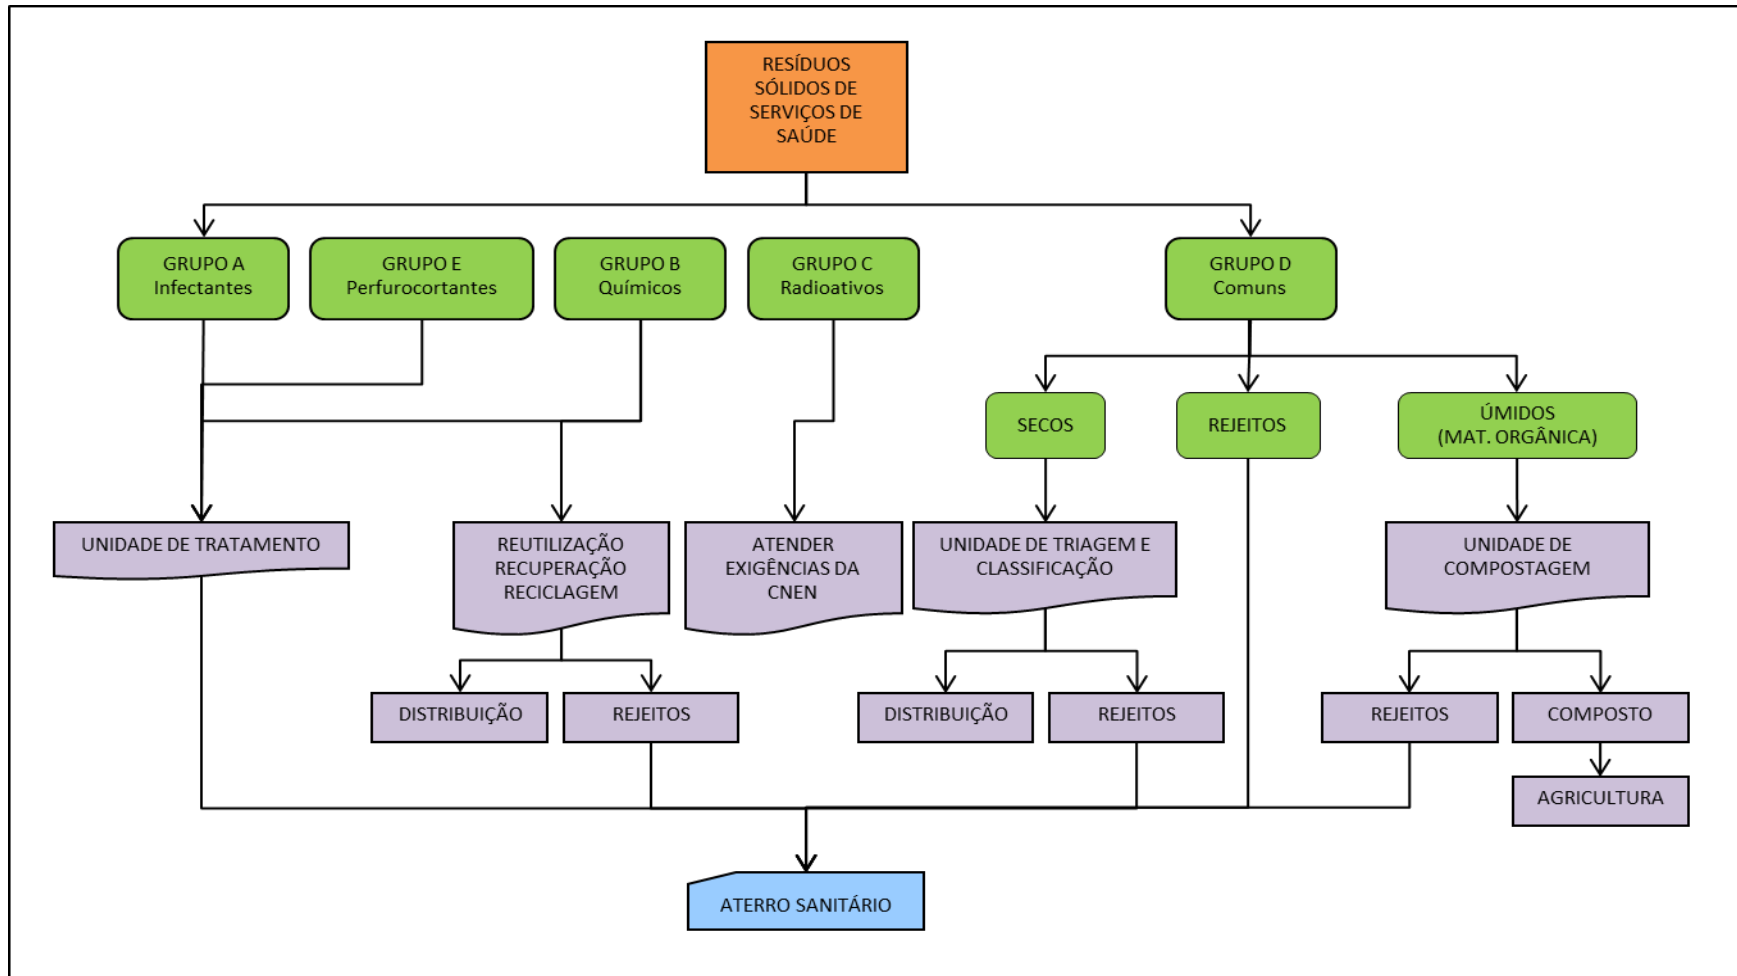 RESÍDUOS
SÓLIDOS DE
SERVIÇOS DE
SAÚDE
GRUPO A
Infectantes
GRUPO E
Perfurocortantes
GRUPO B
Químicos
GRUPO C
Radioativos
GRUPO D
Comuns
SECOS
REJEITOS
ÚMIDOS
(MAT. ORGÂNICA)
UNIDADE DE TRATAMENTO
REUTILIZAÇÃO
RECUPERAÇÃO
RECICLAGEM
ATENDER
EXIGÊNCIAS DA
CNEN
UNIDADE DE TRIAGEM E
CLASSIFICAÇÃO
UNIDADE DE
COMPOSTAGEM
DISTRIBUIÇÃO
REJEITOS
DISTRIBUIÇÃO
REJEITOS
REJEITOS
COMPOSTO
AGRICULTURA
ATERRO SANITÁRIO